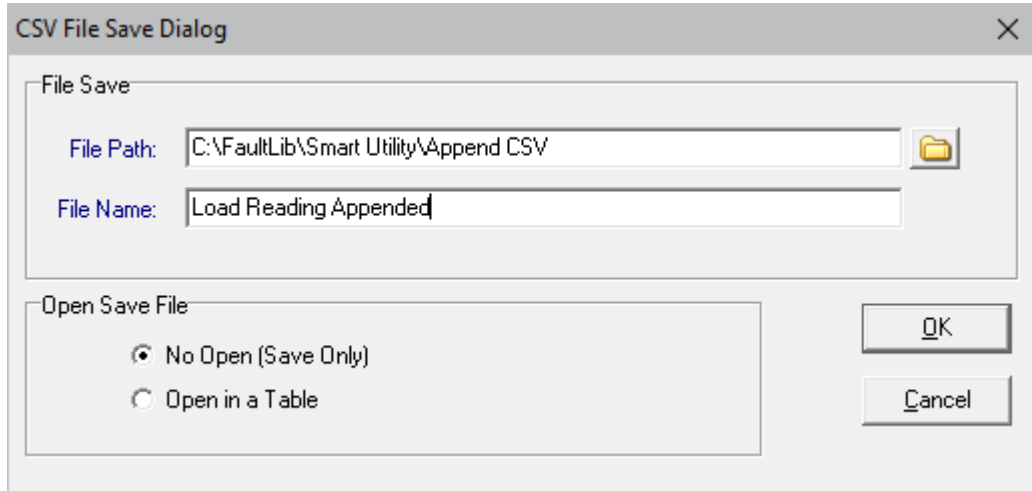 CSV File Save Dialog
File Save
File Path: C:\FaultLib\Smart Utility\Append CSV
File Name: Load Reading Appended
Open Save File
No Open (Save Only)
OK
Open in a Table
Cancel